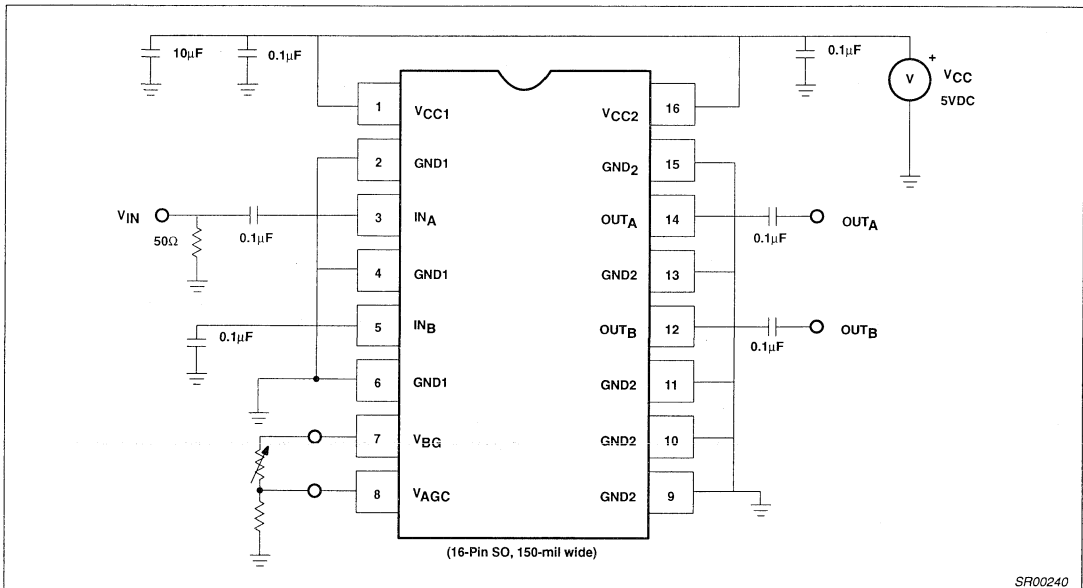 10µF
0.1µF
0.1µF
+
V
VCC
5VDC
1
VCC1
VCC2
16
2
GND1
GND2
15
VIN
50Ω
0.1µF
3
INA
OUTA
14
0.1µF
OUTA
4
GND1
GND2
13
0.1µF
5
INB
OUTB
12
0.1µF
OUTB
6
GND1
GND2
11
7
VBG
GND2
10
8
VAGC
GND2
9
(16-Pin SO, 150-mil wide)
SR00240